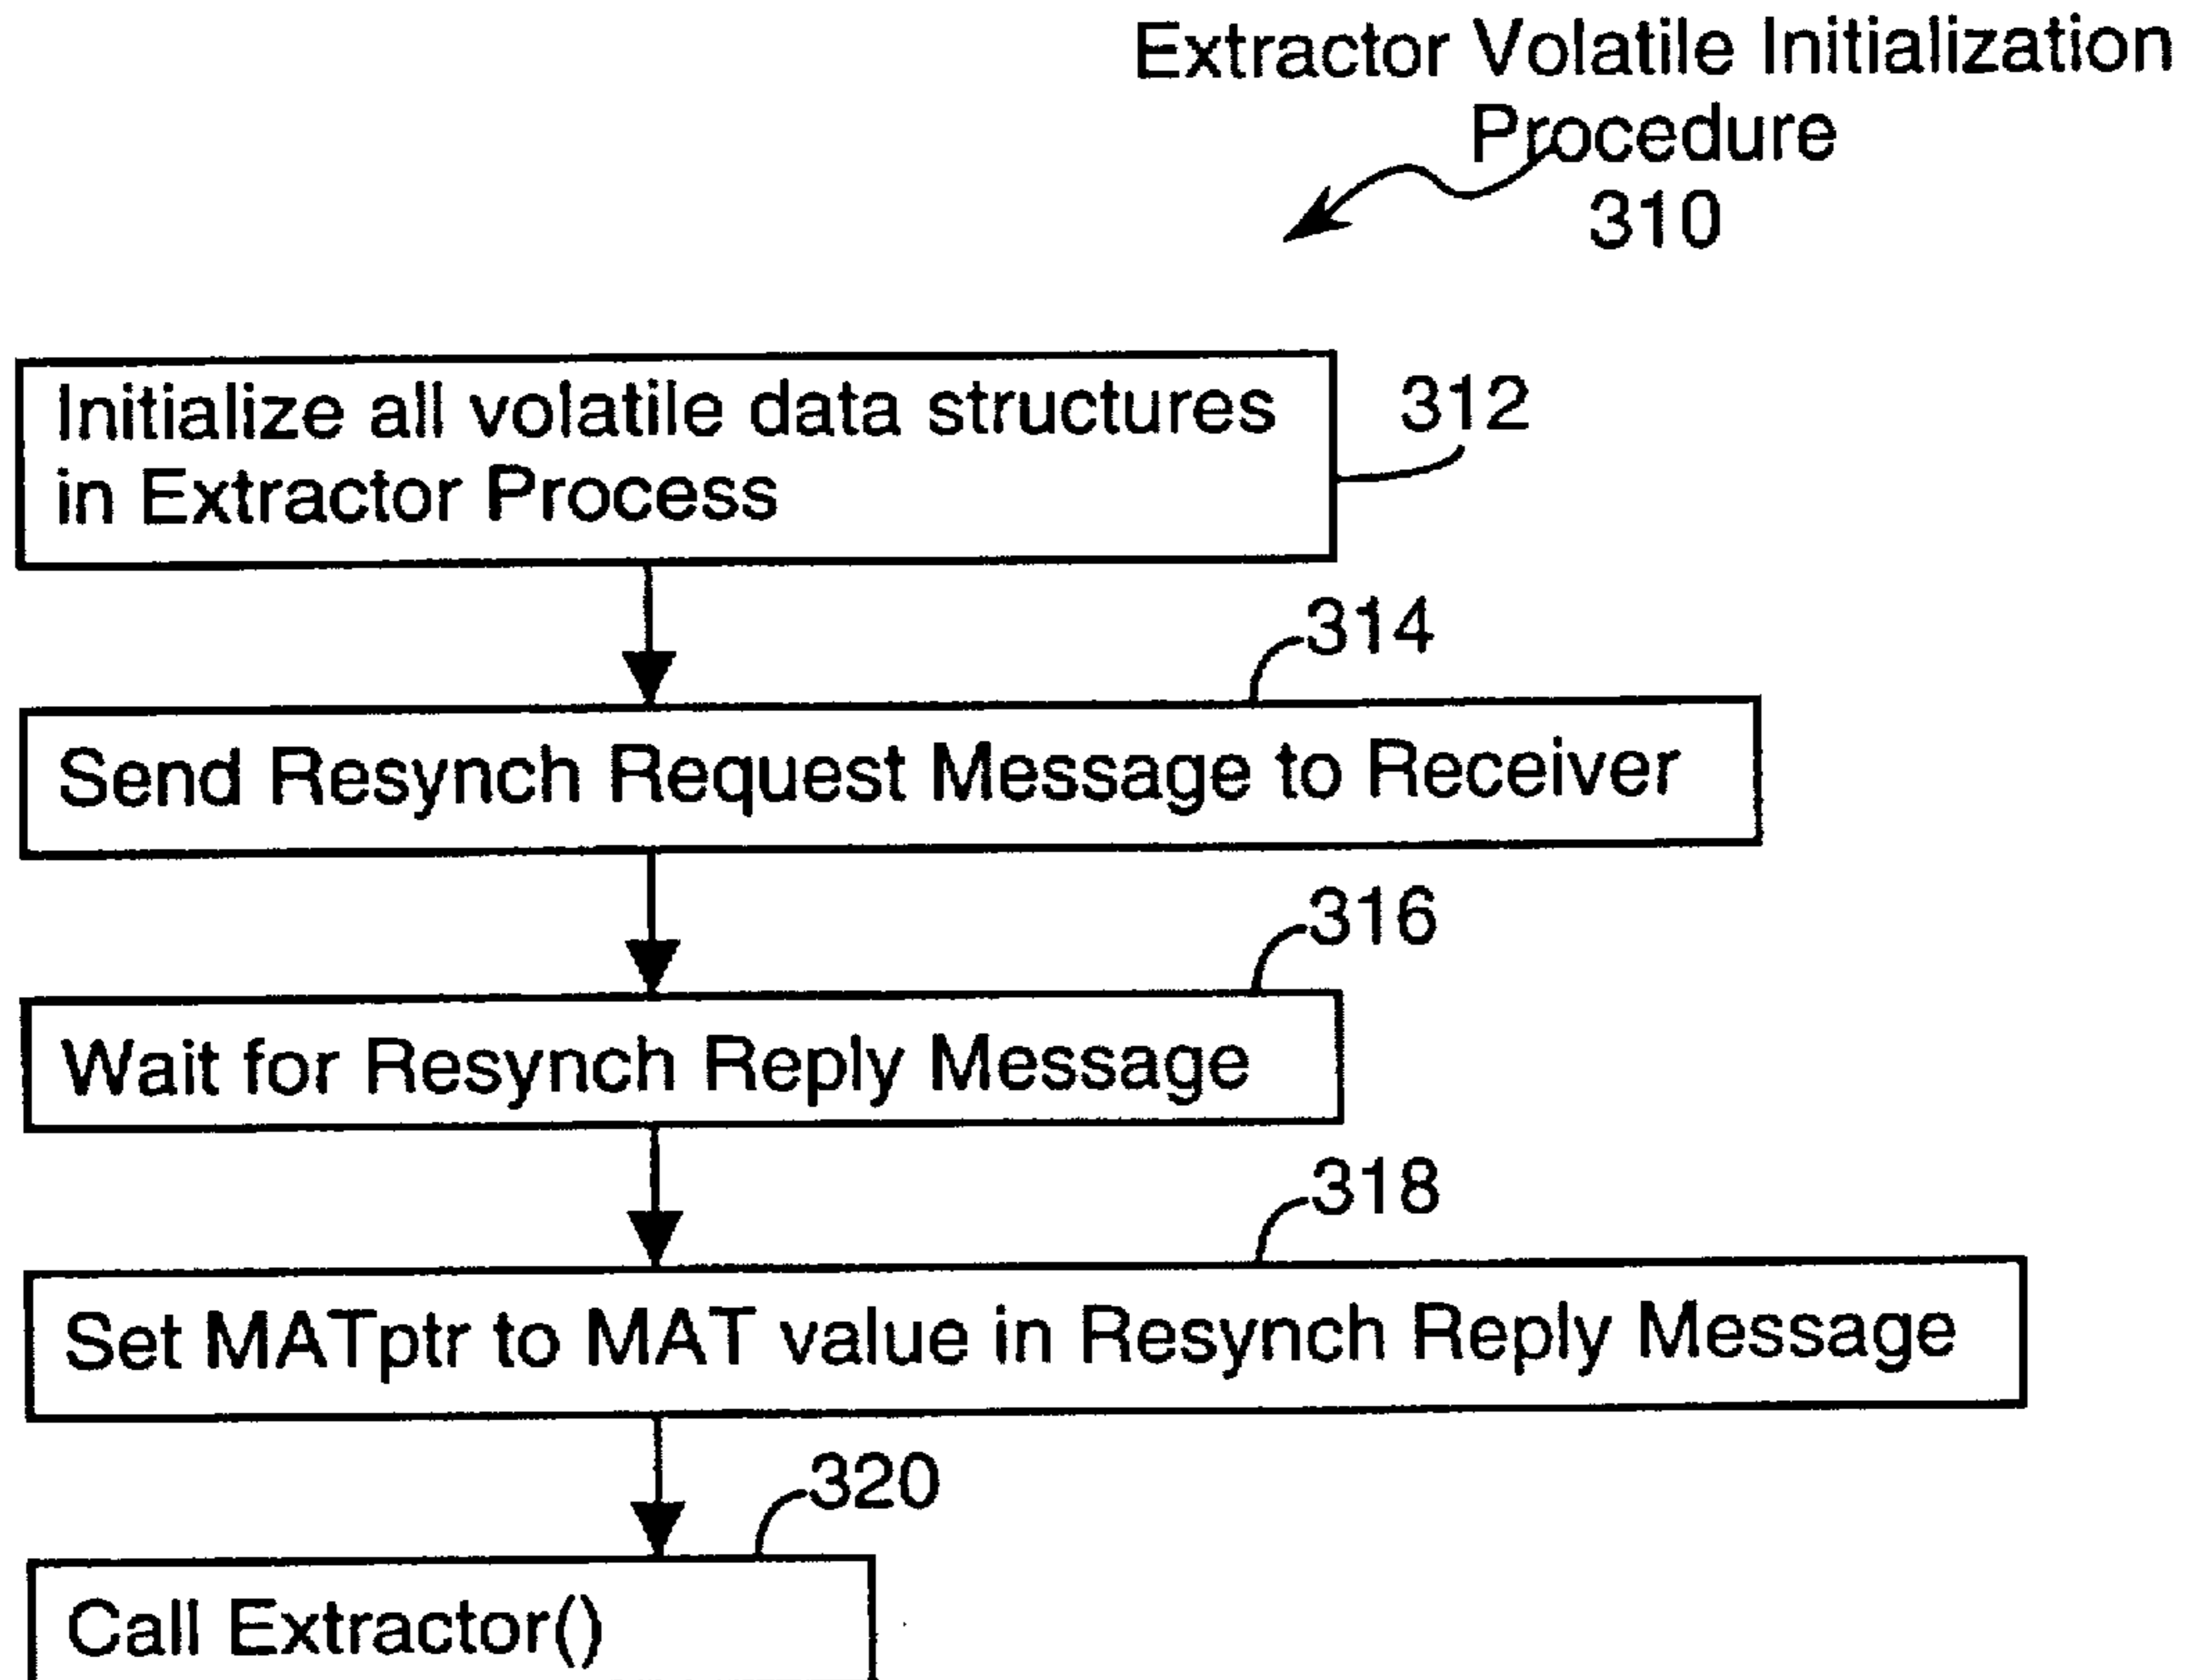 Extractor Volatile Initialization
Procedure
310
Initialize all volatile data structures
in Extractor Process
312
314
Send Resynch Request Message to Receiver
316
Wait for Resynch Reply Message
318
Set MATptr to MAT value in Resynch Reply Message
320
Call Extractor()